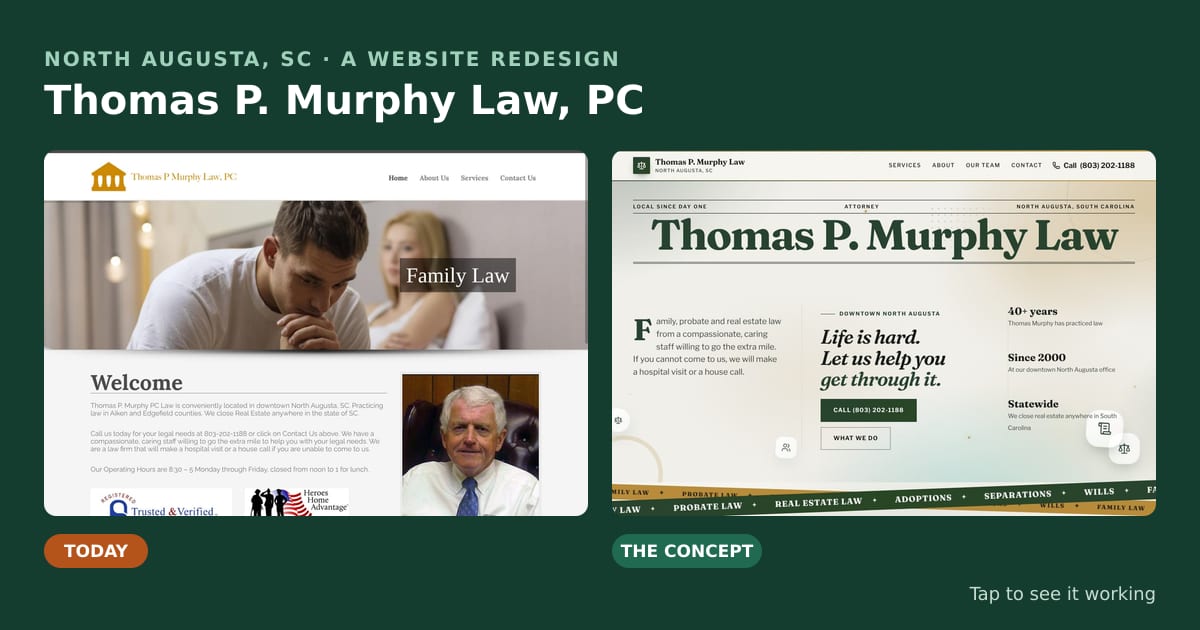 NORTH AUGUSTA, SC · A WEBSITE REDESIGN
Thomas P. Murphy Law, PC
Thomas P Murphy Law, PC
Home About Us Services Contact Us
Family Law
Welcome
Thomas P. Murphy PC Law is conveniently located in downtown North Augusta, SC. Practicing
law in Aiken and Edgefield counties. We close Real Estate anywhere in the state of SC.
Call us today for your legal needs at 803-202-1188 or click on Contact Us above. We have a
compassionate, caring staff willing to go the extra mile to help you with your legal needs. We
are a law firm that will make a hospital visit or a house call if you are unable to come to us.
Our Operating Hours are 8:30 – 5 Monday through Friday, closed from noon to 1 for lunch.
REGISTERED
Trusted & Verified
Heroes
Home
Advantage
TODAY
Thomas P. Murphy Law
NORTH AUGUSTA, SC
SERVICES ABOUT OUR TEAM CONTACT Call (803) 202-1188
LOCAL SINCE DAY ONE ATTORNEY NORTH AUGUSTA, SOUTH CAROLINA
Thomas P. Murphy Law
Family, probate and real estate law
from a compassionate, caring
staff willing to go the extra mile.
If you cannot come to us, we will make
a hospital visit or a house call.
DOWNTOWN NORTH AUGUSTA
Life is hard.
Let us help you
get through it.
CALL (803) 202-1188
WHAT WE DO
40+ years
Thomas Murphy has practiced law
Since 2000
At our downtown North Augusta office
Statewide
We close real estate anywhere in South
Carolina
MILY LAW PROBATE LAW WILLS FAMILY LAW
LAW PROBATE LAW REAL ESTATE LAW ADOPTIONS SEPARATIONS WILLS FA
THE CONCEPT
Tap to see it working